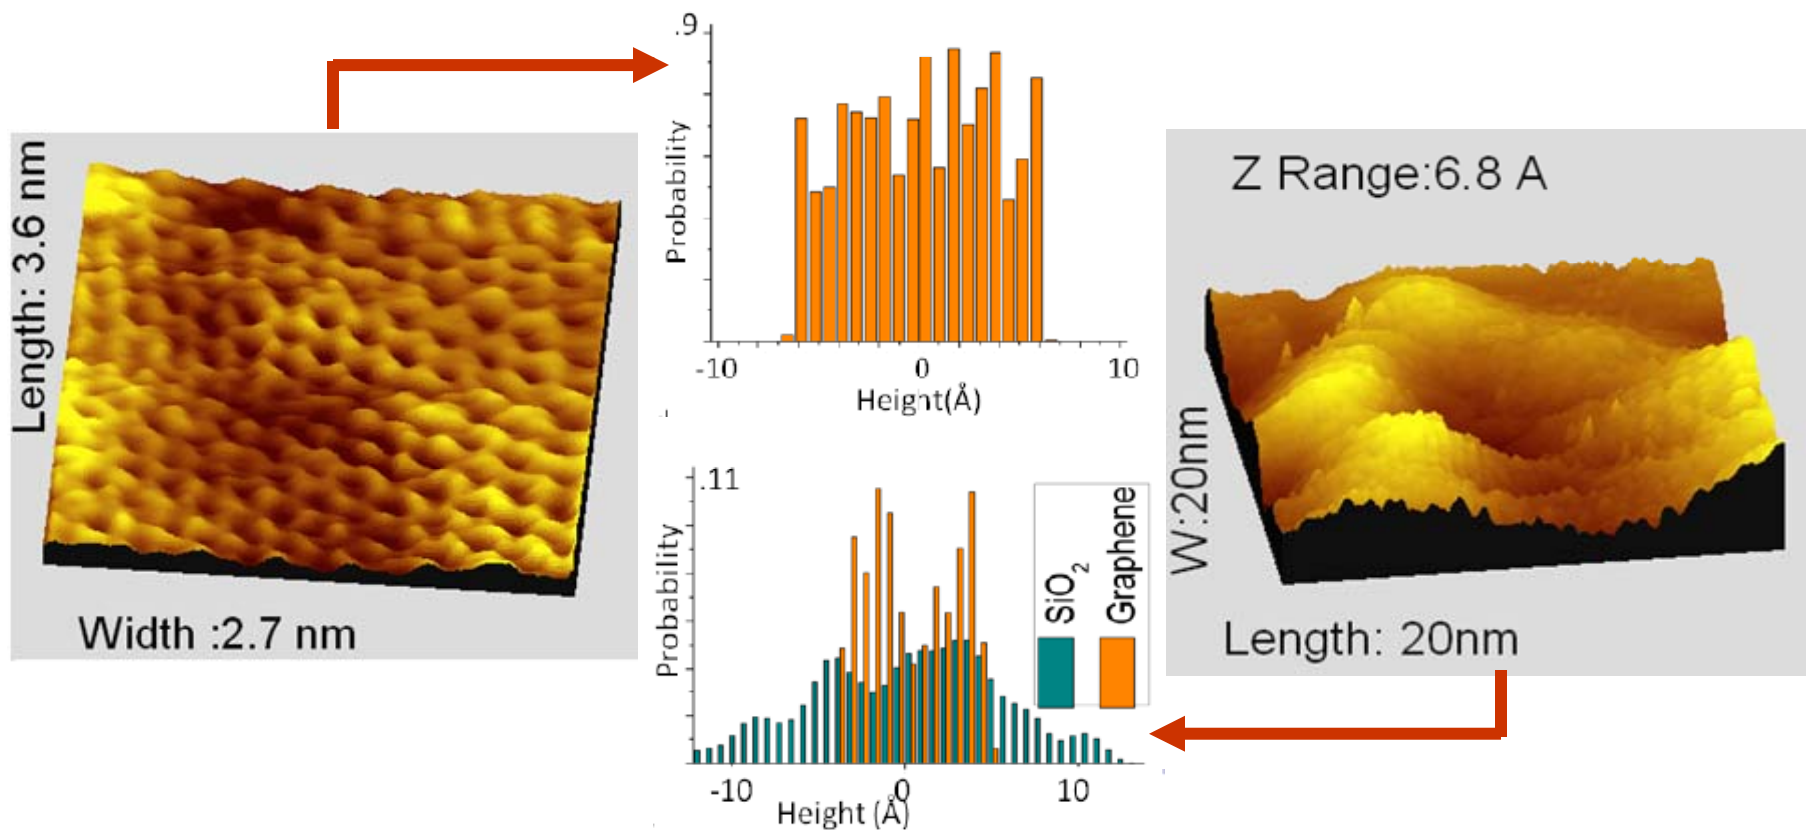 Length: 3.6 nm
Width :2.7 nm
.9
Probability
-10 0 10
Height(Å)
.11
Probability
SiO2
Graphene
-10 0 10
Height (Å)
Z Range:6.8 A
W:20nm
Length: 20nm